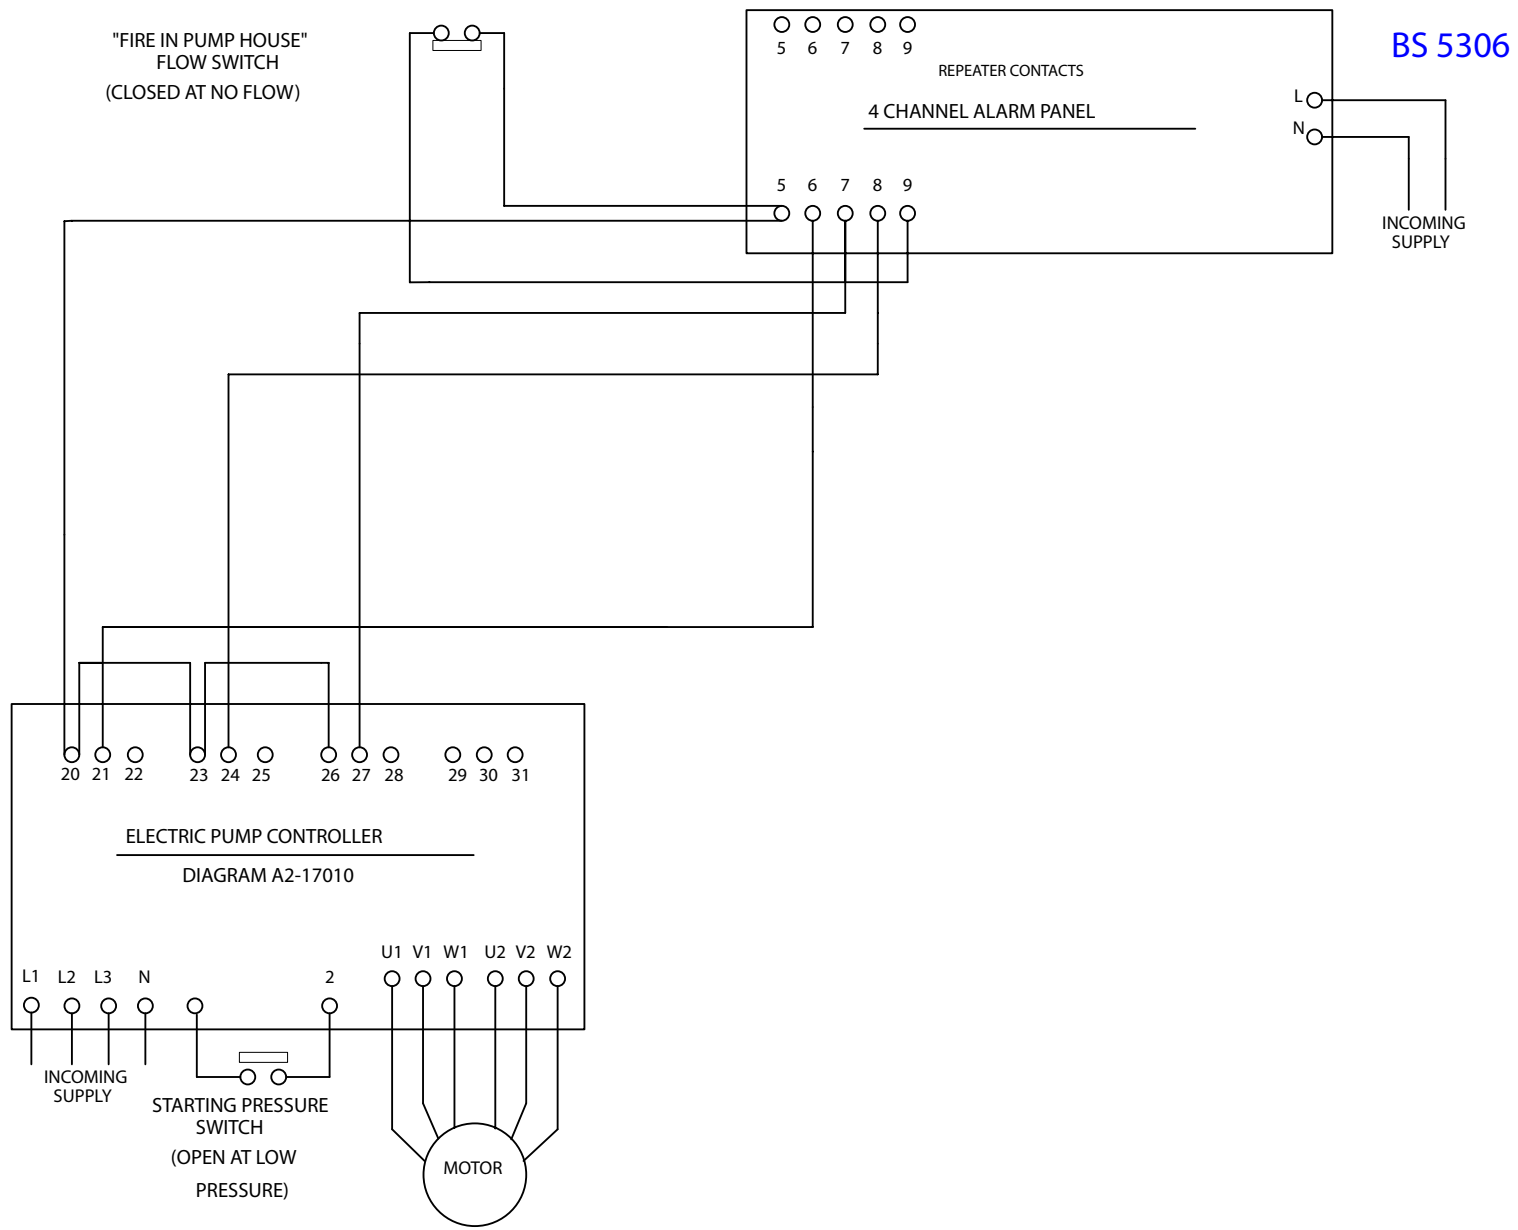 "FIRE IN PUMP HOUSE"
FLOW SWITCH
(CLOSED AT NO FLOW)
5 6 7 8 9
REPEATER CONTACTS
4 CHANNEL ALARM PANEL
5 6 7 8 9
L
N
BS 5306
INCOMING
SUPPLY
20 21 22 23 24 25 26 27 28 29 30 31
ELECTRIC PUMP CONTROLLER
DIAGRAM A2-17010
U1 V1 W1 U2 V2 W2
L1 L2 L3 N 2
INCOMING
SUPPLY
STARTING PRESSURE
SWITCH
(OPEN AT LOW
PRESSURE)
MOTOR